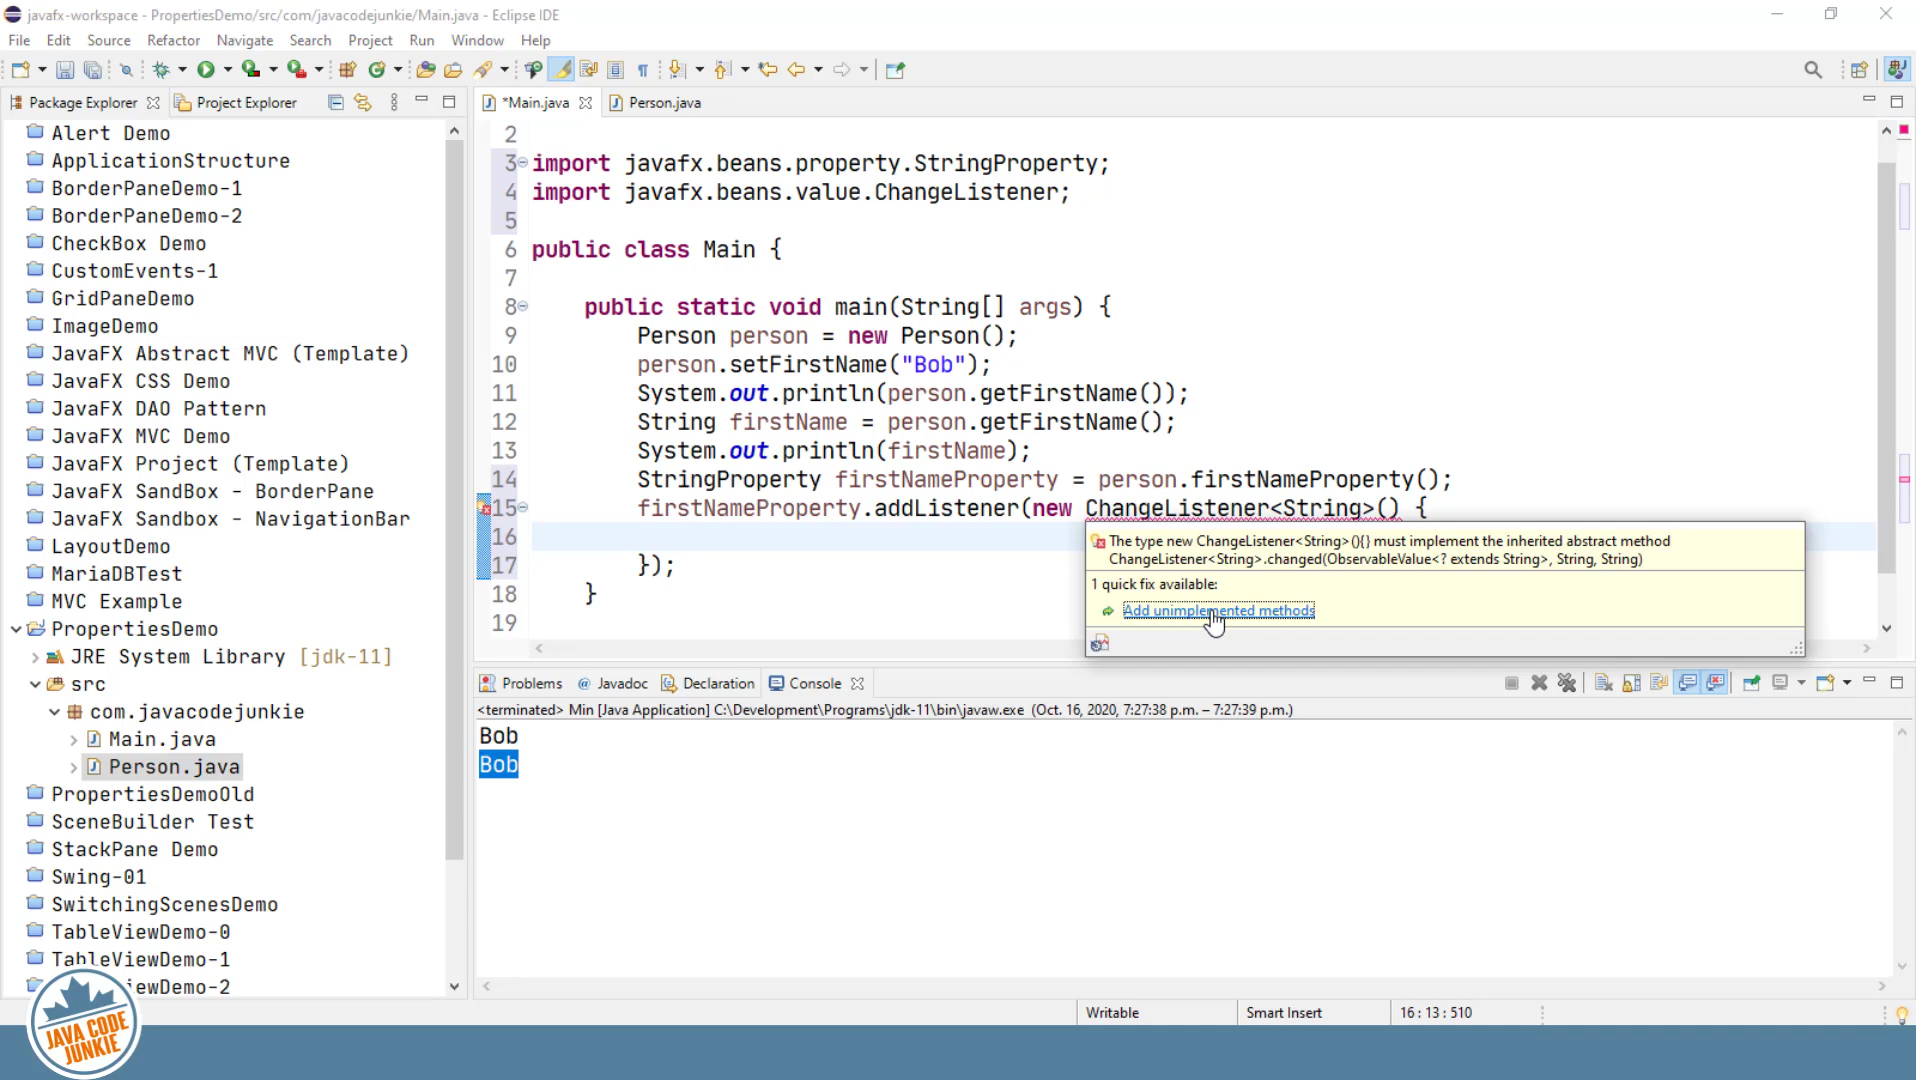 javafx-workspace - PropertiesDemo/src/com/javacodejunkie/Main.java - Eclipse IDE
File Edit Source Refactor Navigate Search Project Run Window Help
Package Explorer Project Explorer
Alert Demo
ApplicationStructure
BorderPaneDemo-1
BorderPaneDemo-2
CheckBox Demo
CustomEvents-1
GridPaneDemo
ImageDemo
JavaFX Abstract MVC (Template)
JavaFX CSS Demo
JavaFX DAO Pattern
JavaFX MVC Demo
JavaFX Project (Template)
JavaFX SandBox - BorderPane
JavaFX Sandbox - NavigationBar
LayoutDemo
MariaDBTest
MVC Example
PropertiesDemo
JRE System Library [jdk-11]
src
com.javacodejunkie
Main.java
Person.java
PropertiesDemoOld
SceneBuilder Test
StackPane Demo
Swing-01
SwitchingScenesDemo
TableViewDemo-0
TableViewDemo-1
iewDemo-2
*Main.java Person.java
2
3 import javafx.beans.property.StringProperty;
4 import javafx.beans.value.ChangeListener;
5
6 public class Main {
7
8 public static void main(String[] args) {
9 Person person = new Person();
10 person.setFirstName("Bob");
11 System.out.println(person.getFirstName());
12 String firstName = person.getFirstName();
13 System.out.println(firstName);
14 StringProperty firstNameProperty = person.firstNameProperty();
15 firstNameProperty.addListener(new ChangeListener<String>() {
16
17 });
18 }
19
The type new ChangeListener<String>(){} must implement the inherited abstract method
ChangeListener<String>.changed(ObservableValue<? extends String>, String, String)
1 quick fix available:
Add unimplemented methods
Problems @ Javadoc Declaration Console
<terminated> Min [Java Application] C:\Development\Programs\jdk-11\bin\javaw.exe (Oct. 16, 2020, 7:27:38 p.m. – 7:27:39 p.m.)
Bob
Bob
Writable Smart Insert 16 : 13 : 510
JAVA CODE
JUNKIE